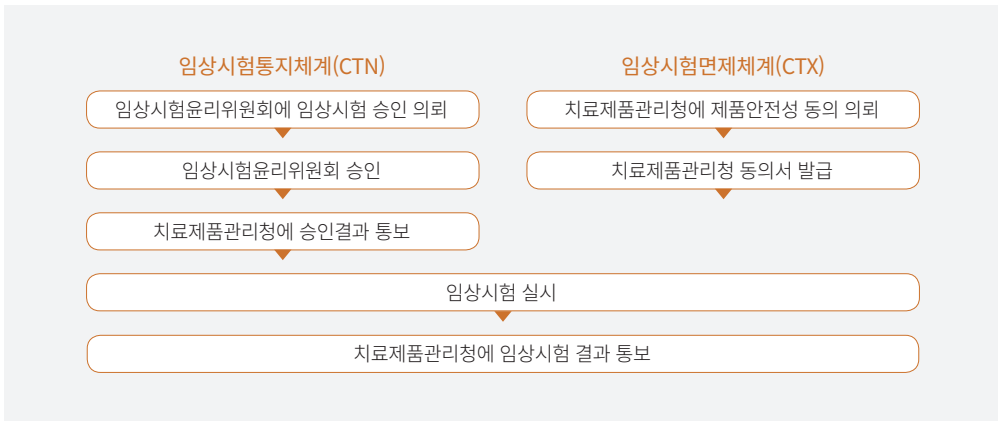 임상시험통지체계(CTN)
임상시험윤리위원회에 임상시험 승인 의뢰
임상시험윤리위원회 승인
치료제품관리청에 승인결과 통보
임상시험면제체계(CTX)
치료제품관리청에 제품안전성 동의 의뢰
치료제품관리청 동의서 발급
임상시험 실시
치료제품관리청에 임상시험 결과 통보